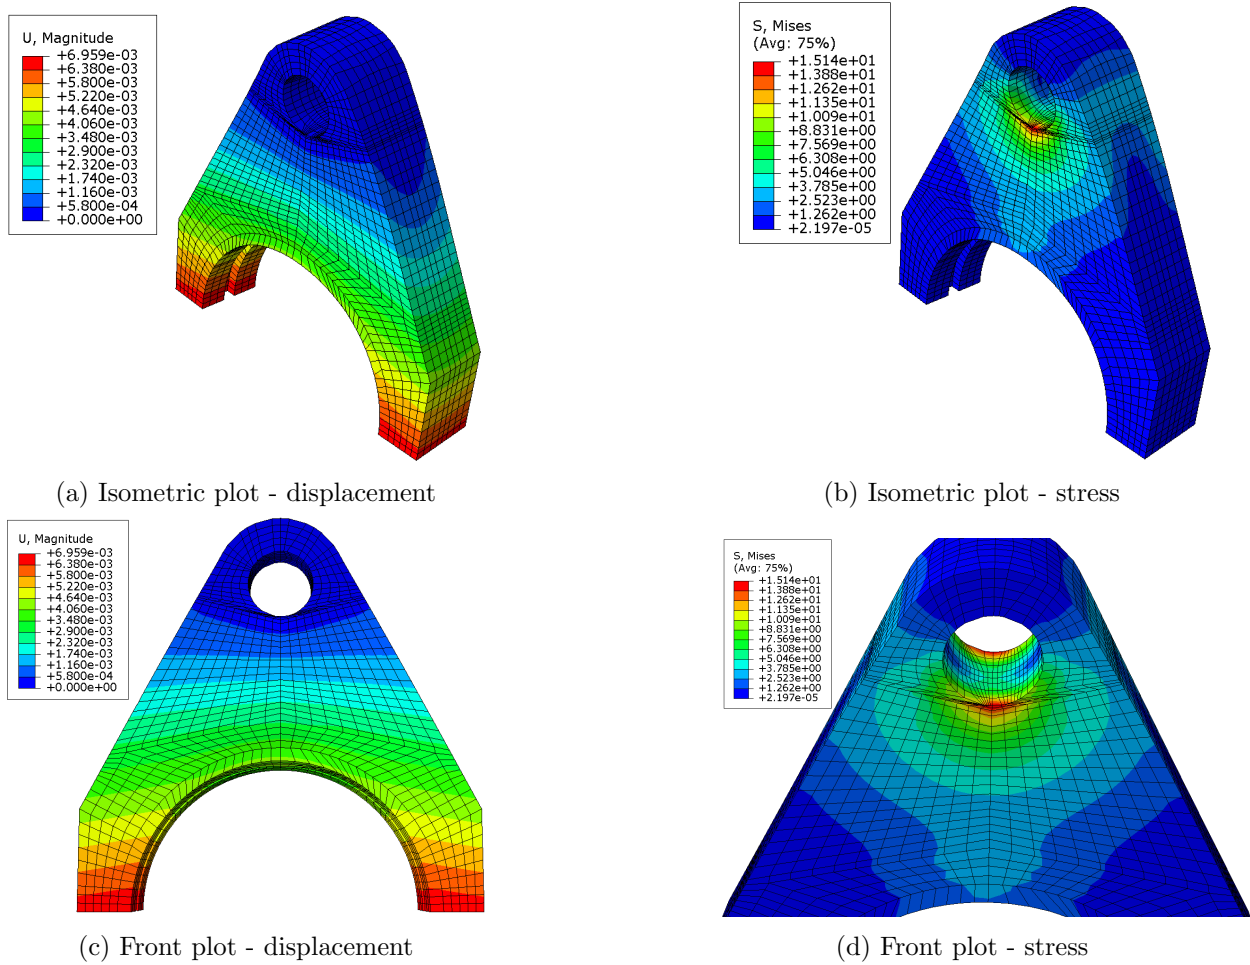 U, Magnitude
+6.959e-03
+6.380e-03
+5.800e-03
+5.220e-03
+4.640e-03
+4.060e-03
+3.480e-03
+2.900e-03
+2.320e-03
+1.740e-03
+1.160e-03
+5.800e-04
+0.000e+00
S, Mises
(Avg: 75%)
+1.514e+01
+1.388e+01
+1.262e+01
+1.135e+01
+1.009e+01
+8.831e+00
+7.569e+00
+6.308e+00
+5.046e+00
+3.785e+00
+2.523e+00
+1.262e+00
+2.197e-05
(a) Isometric plot - displacement
(b) Isometric plot - stress
U, Magnitude
+6.959e-03
+6.380e-03
+5.800e-03
+5.220e-03
+4.640e-03
+4.060e-03
+3.480e-03
+2.900e-03
+2.320e-03
+1.740e-03
+1.160e-03
+5.800e-04
+0.000e+00
S, Mises
(Avg: 75%)
+1.514e+01
+1.388e+01
+1.262e+01
+1.135e+01
+1.009e+01
+8.831e+00
+7.569e+00
+6.308e+00
+5.046e+00
+3.785e+00
+2.523e+00
+1.262e+00
+2.197e-05
(c) Front plot - displacement
(d) Front plot - stress